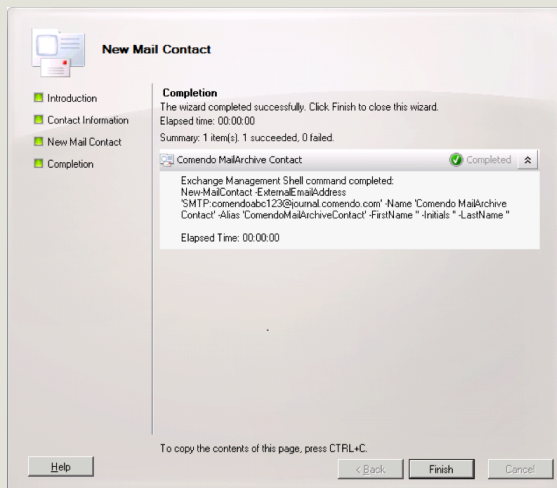 New Mail Contact
Introduction
Contact Information
New Mail Contact
Completion
Completion
The wizard completed successfully. Click Finish to close this wizard.
Elapsed time: 00:00:00
Summary: 1 item(s). 1 succeeded, 0 failed.
Comendo MailArchive Contact
Completed
Exchange Management Shell command completed:
New-MailContact -ExternalEmailAddress
'SMTP:comendoabc123@journal.comendo.com' -Name 'Comendo MailArchive
Contact' -Alias 'ComendoMailArchiveContact' -FirstName '' -Initials '' -LastName ''
Elapsed Time: 00:00:00
To copy the contents of this page, press CTRL+C.
Help
< Back
Finish
Cancel